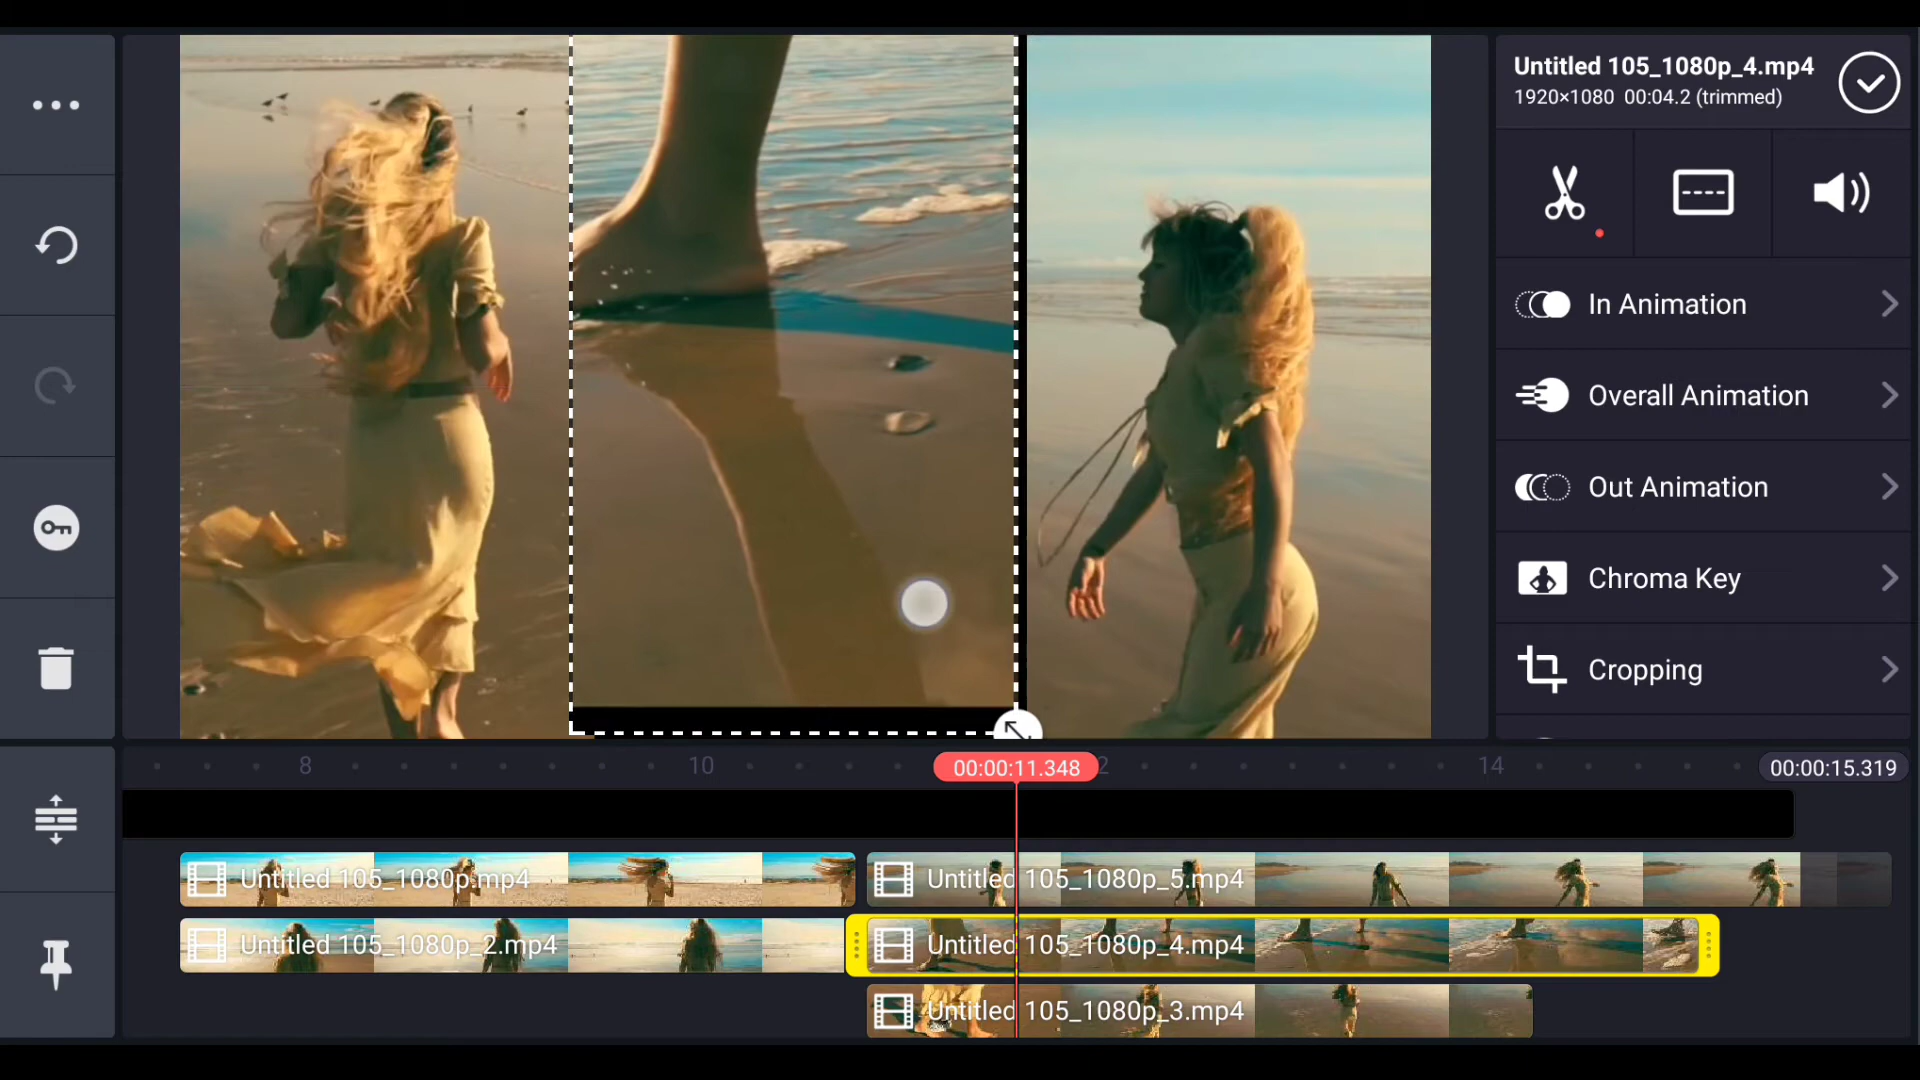 Untitled 105_1080p_4.mp4
1920×1080 00:04.2 (trimmed)
In Animation
Overall Animation
Out Animation
Chroma Key
Cropping
8
10
00:00:11.348
2
14
00:00:15.319
Untitled 105_1080p.mp4
Untitled 105_1080p_5.mp4
Untitled 105_1080p_2.mp4
Untitled 105_1080p_4.mp4
Untitled 105_1080p_3.mp4